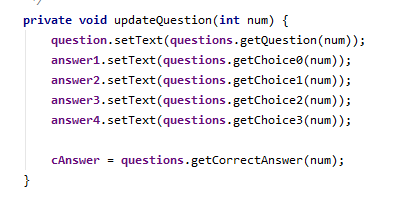 */
private void updateQuestion(int num) {
    question.setText(questions.getQuestion(num));
    answer1.setText(questions.getChoice0(num));
    answer2.setText(questions.getChoice1(num));
    answer3.setText(questions.getChoice2(num));
    answer4.setText(questions.getChoice3(num));

    cAnswer = questions.getCorrectAnswer(num);
}